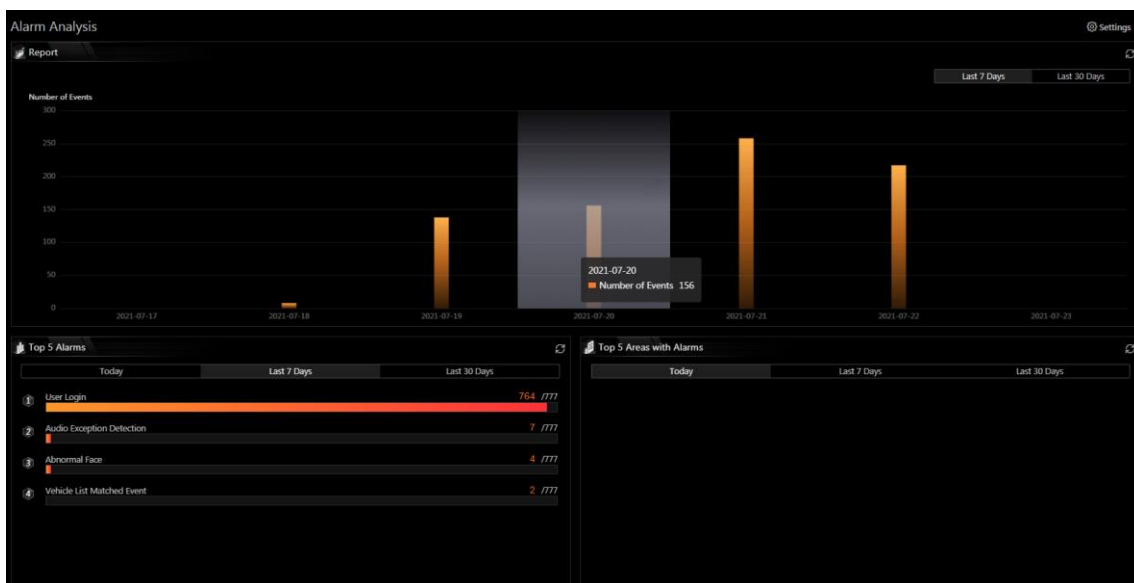 Alarm Analysis
Settings
Report
Last 7 Days Last 30 Days
Number of Events
300
250
200
150
100
50
0
2021-07-20
Number of Events 156
2021-07-17 2021-07-18 2021-07-19 2021-07-20 2021-07-21 2021-07-22 2021-07-23
Top 5 Alarms
Today Last 7 Days Last 30 Days
1 User Login 764 /777
2 Audio Exception Detection 7 /777
3 Abnormal Face 4 /777
4 Vehicle List Matched Event 2 /777
Top 5 Areas with Alarms
Today Last 7 Days Last 30 Days